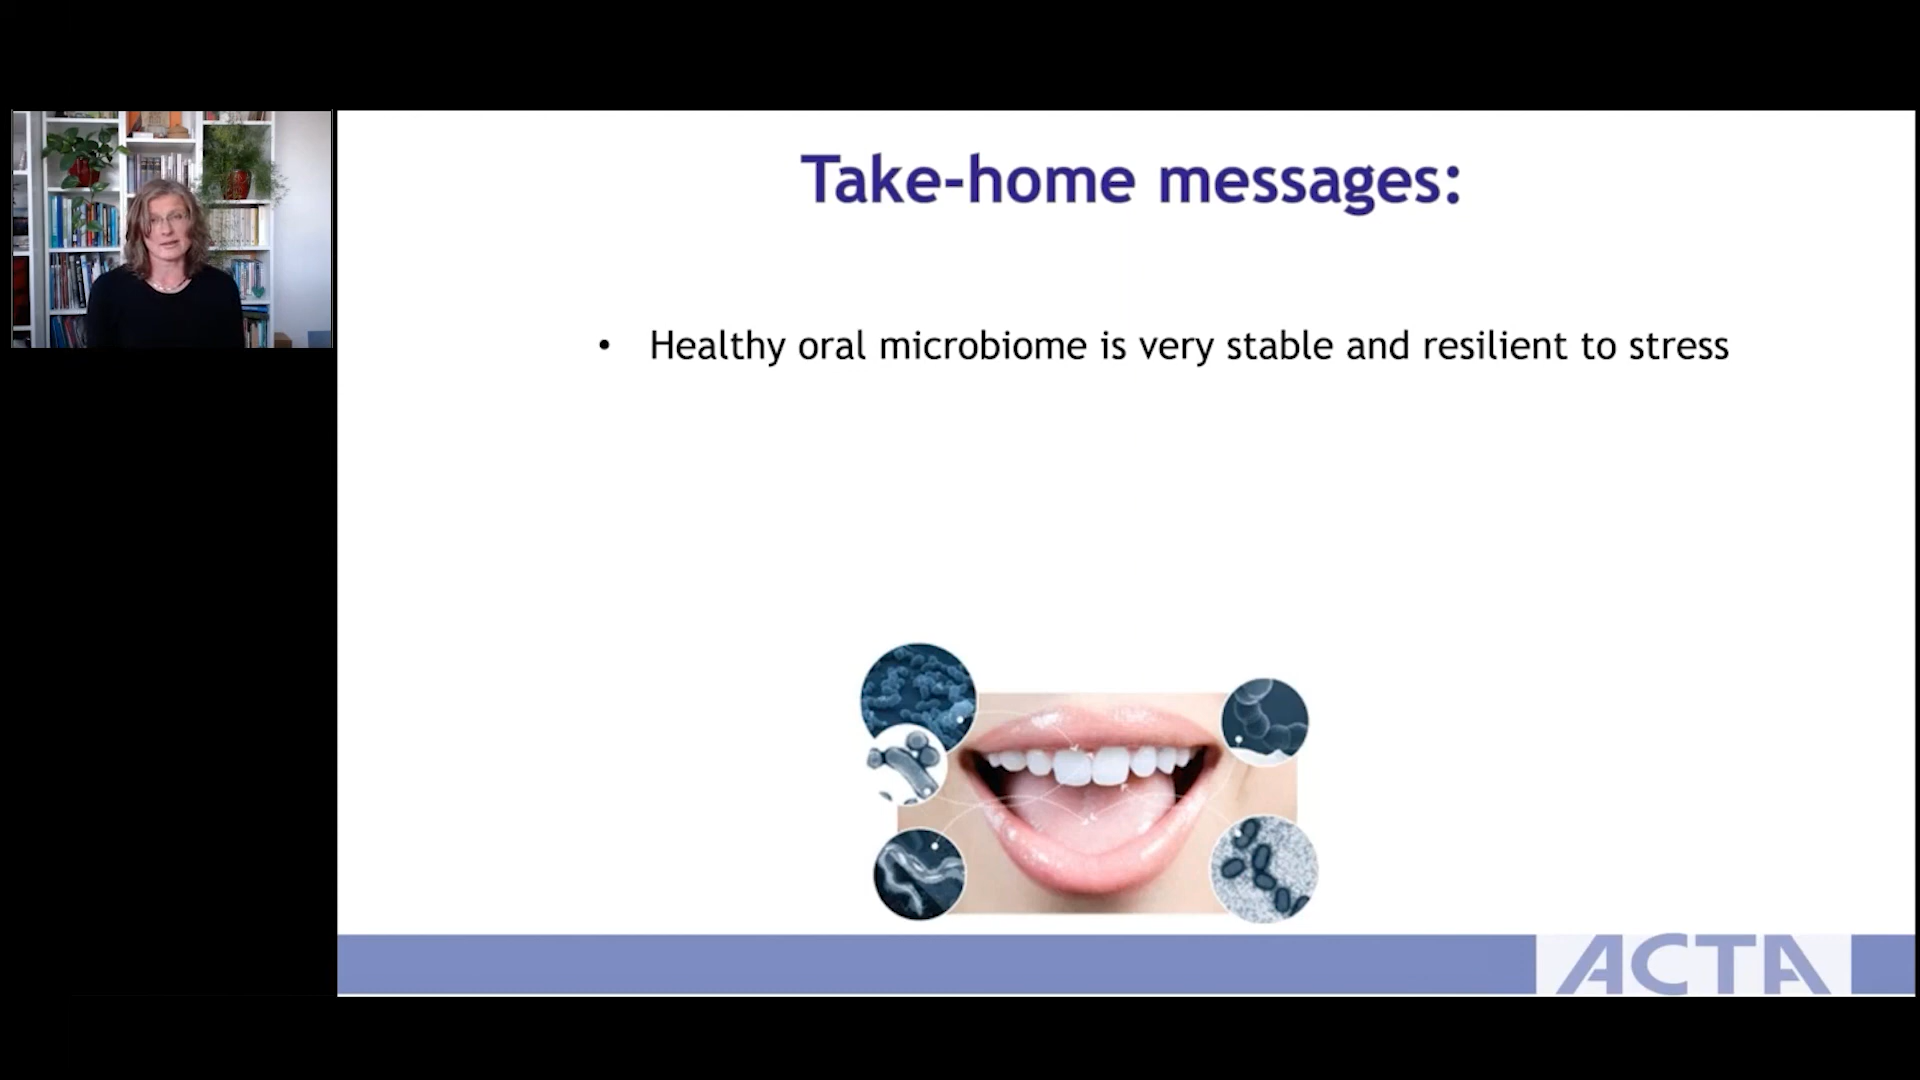 Take-home messages:
• Healthy oral microbiome is very stable and resilient to stress
ACTA